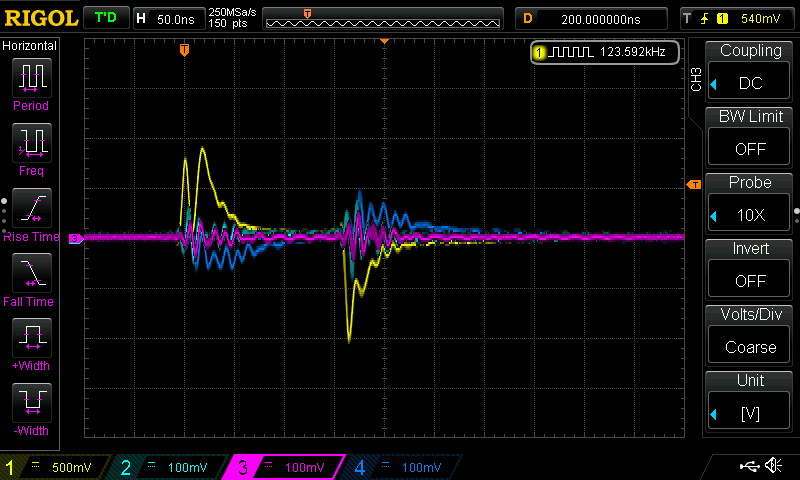 RIGOL T'D H 50.0ns 250MSa/s 150 pts D 200.000000ns T 1 540mV
Horizontal
Period
Freq
Rise Time
Fall Time
+Width
-Width
T
1 123.592kHz
T
3
CH3
Coupling
DC
BW Limit
OFF
Probe
10X
Invert
OFF
Volts/Div
Coarse
Unit
[V]
1 500mV 2 100mV 3 100mV 4 100mV